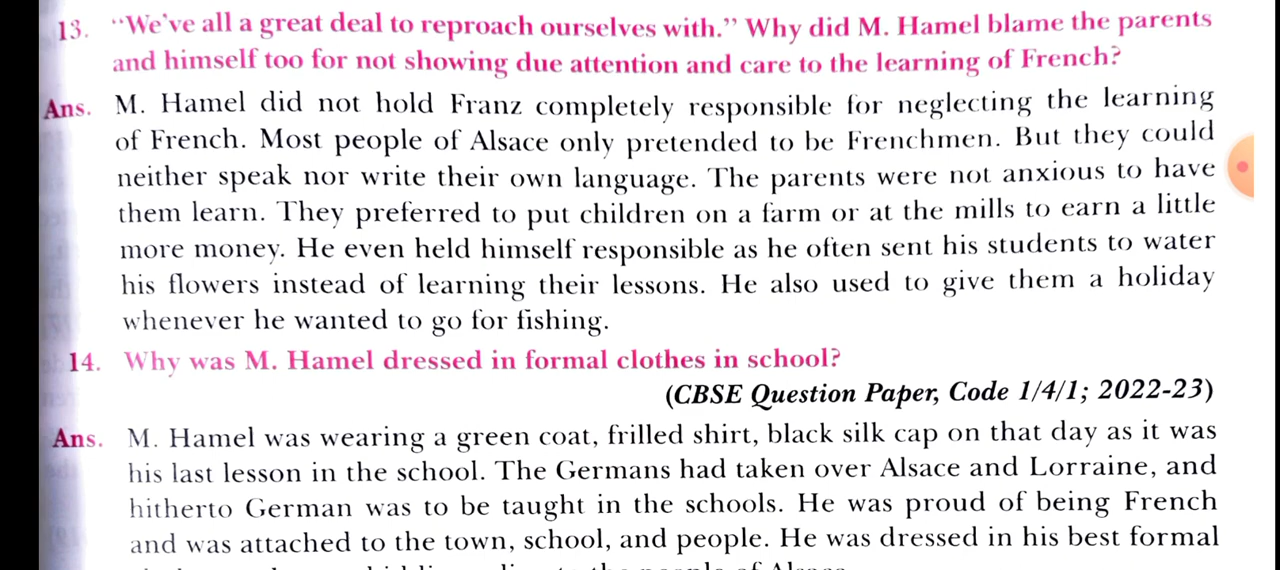 13. “We’ve all a great deal to reproach ourselves with.” Why did M. Hamel blame the parents
and himself too for not showing due attention and care to the learning of French?
Ans. M. Hamel did not hold Franz completely responsible for neglecting the learning
of French. Most people of Alsace only pretended to be Frenchmen. But they could
neither speak nor write their own language. The parents were not anxious to have
them learn. They preferred to put children on a farm or at the mills to earn a little
more money. He even held himself responsible as he often sent his students to water
his flowers instead of learning their lessons. He also used to give them a holiday
whenever he wanted to go for fishing.
14. Why was M. Hamel dressed in formal clothes in school?
(CBSE Question Paper, Code 1/4/1; 2022-23)
Ans. M. Hamel was wearing a green coat, frilled shirt, black silk cap on that day as it was
his last lesson in the school. The Germans had taken over Alsace and Lorraine, and
hitherto German was to be taught in the schools. He was proud of being French
and was attached to the town, school, and people. He was dressed in his best formal